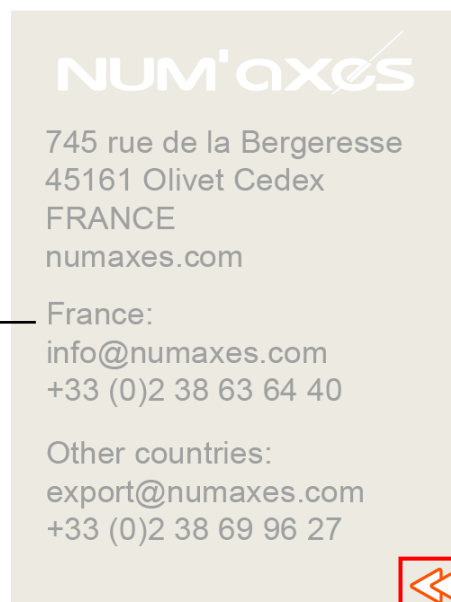 NUM'axes
745 rue de la Bergeresse
45161 Olivet Cedex
FRANCE
numaxes.com
France:
info@numaxes.com
+33 (0)2 38 63 64 40
Other countries:
export@numaxes.com
+33 (0)2 38 69 96 27